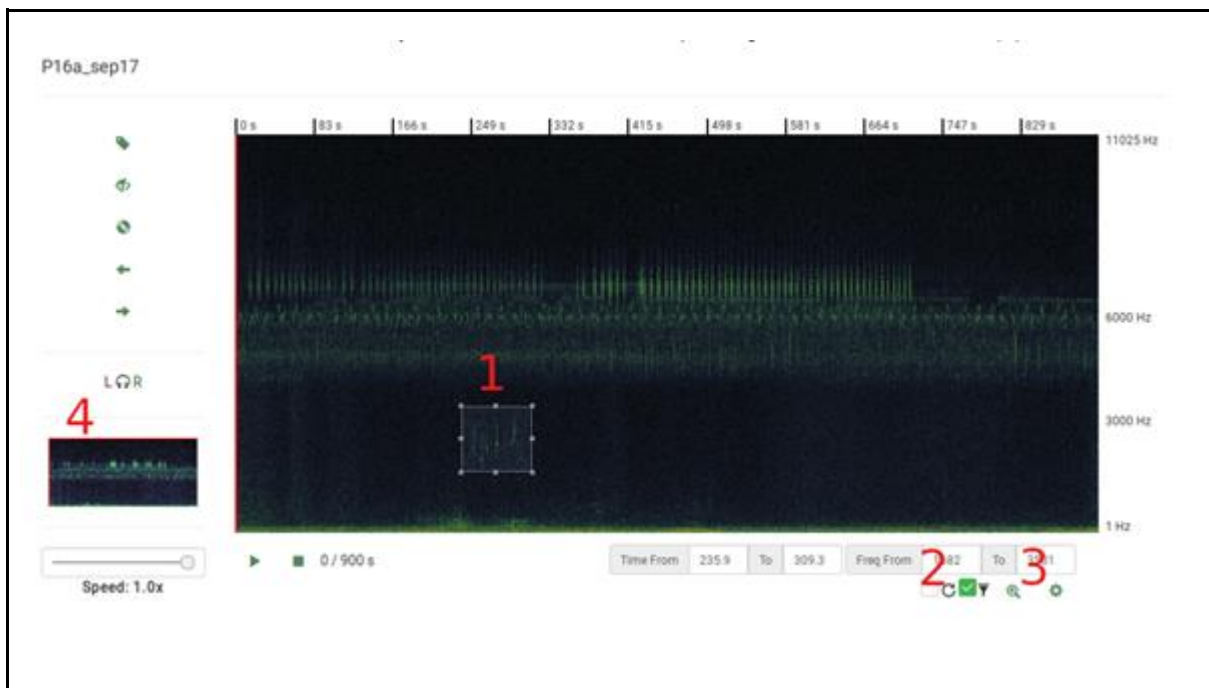 P16a_sep17
0 s 83 s 166 s 249 s 332 s 415 s 498 s 581 s 664 s 747 s 829 s
11025 Hz
6000 Hz
1
L R
4
3000 Hz
1 Hz
0 / 900 s
Time From 235.9 To 309.3 Freq From To
2 3
Speed: 1.0x